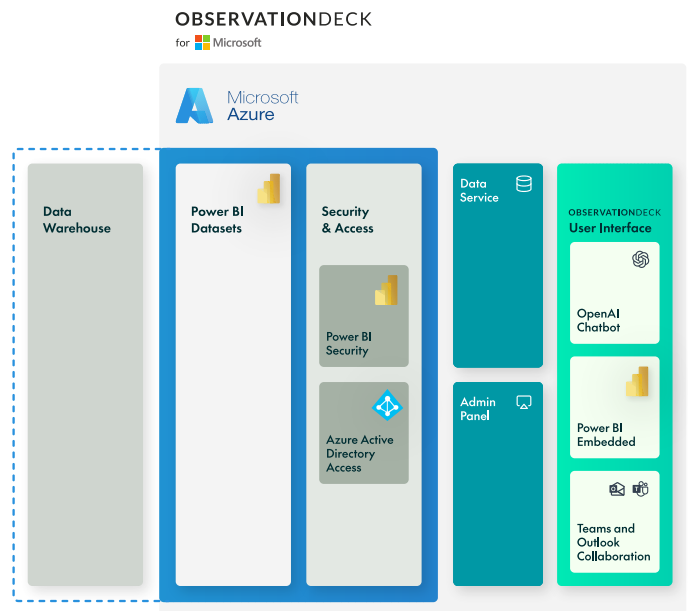 OBSERVATIONDECK
for Microsoft
Microsoft
Azure
Data
Warehouse
Power BI
Datasets
Security
& Access
Power BI
Security
Azure Active
Directory
Access
Data
Service
Admin
Panel
OBSERVATIONDECK
User Interface
OpenAI
Chatbot
Power BI
Embedded
Teams and
Outlook
Collaboration